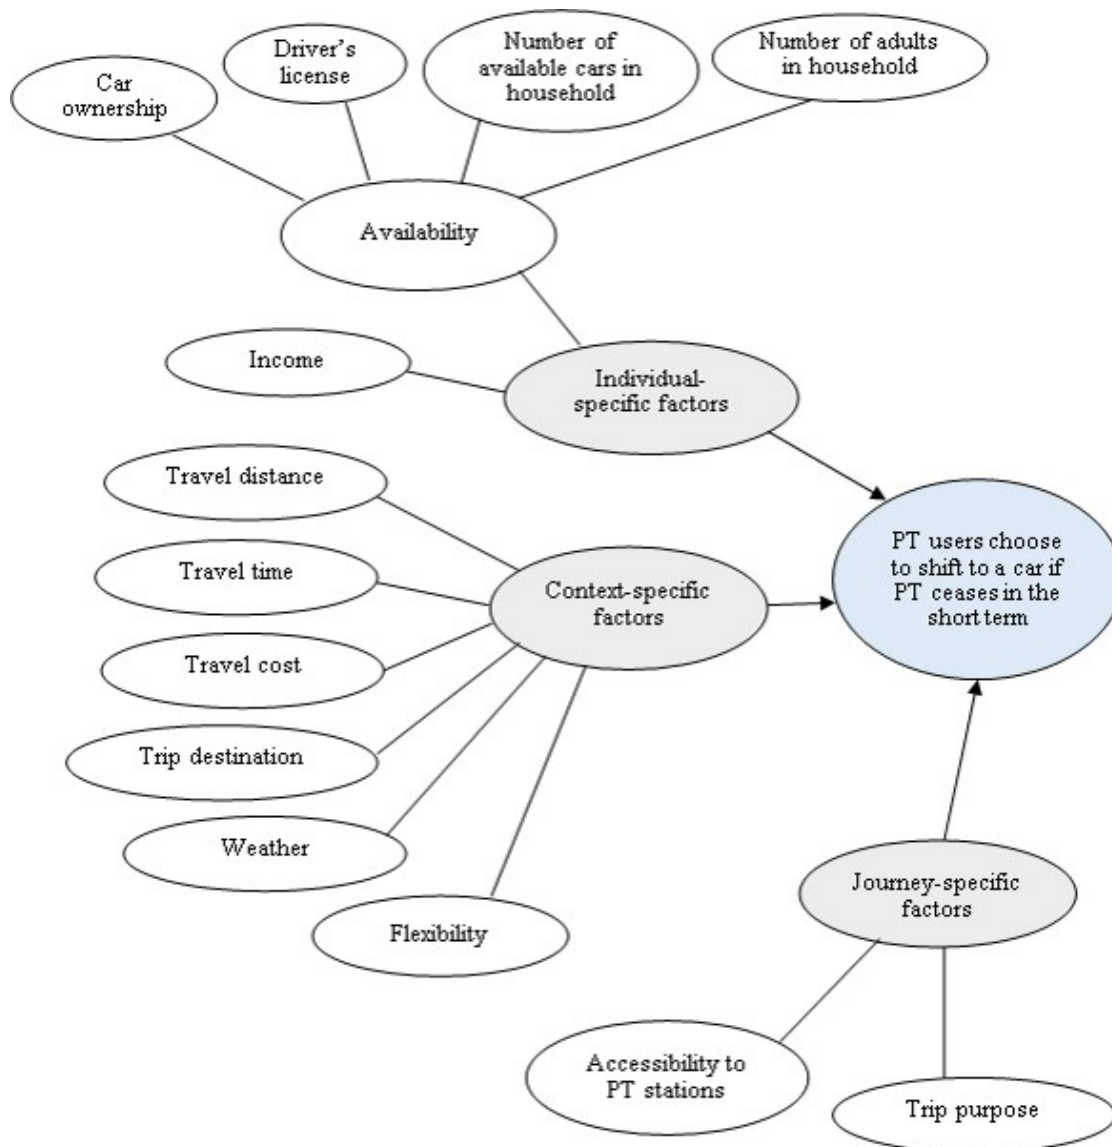 Car
ownership
Driver's
license
Number of
available cars in
household
Number of adults
in household
Availability
Income
Individual-
specific factors
Travel distance
Travel time
Travel cost
Trip destination
Weather
Flexibility
Context-specific
factors
PT users choose
to shift to a car if
PT ceases in the
short term
Journey-specific
factors
Accessibility to
PT stations
Trip purpose